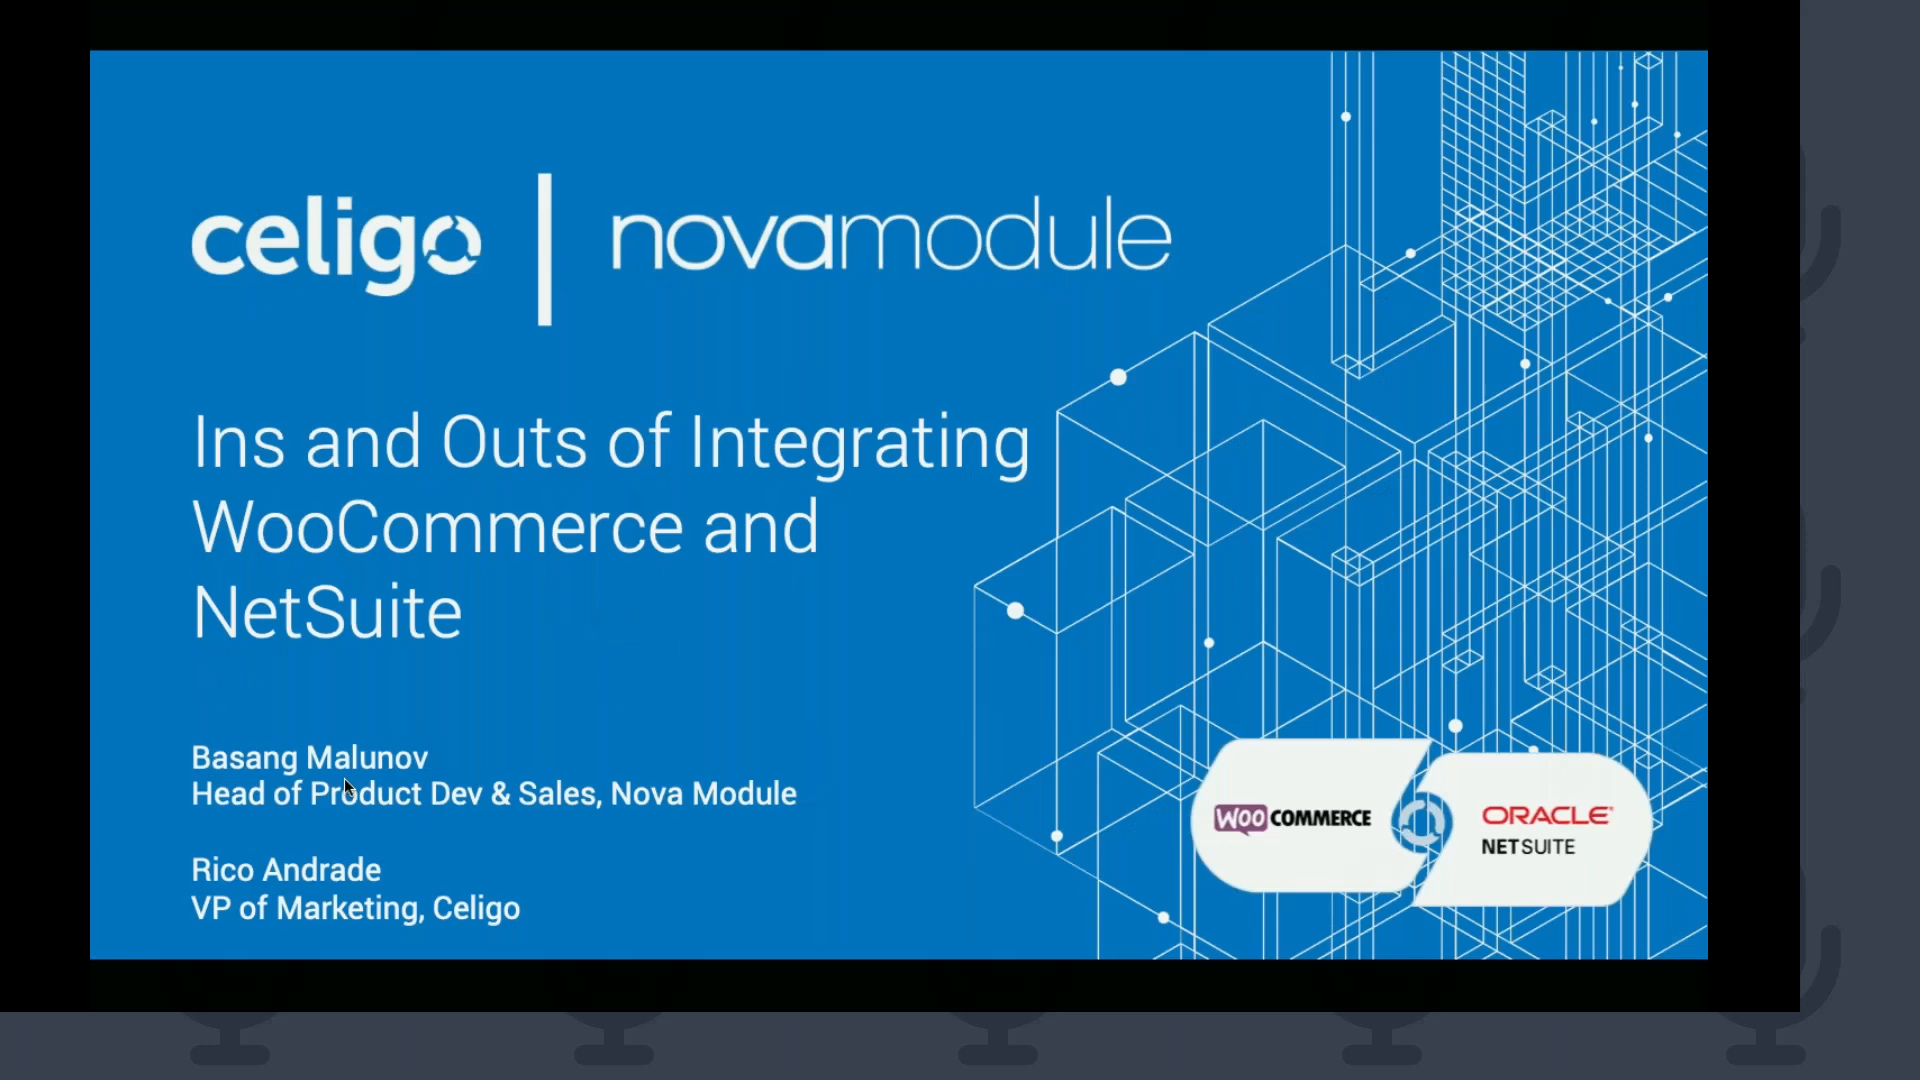 celigo | novamodule
Ins and Outs of Integrating
WooCommerce and
NetSuite
Basang Malunov
Head of Product Dev & Sales, Nova Module
Rico Andrade
VP of Marketing, Celigo
WOO COMMERCE
ORACLE
NETSUITE